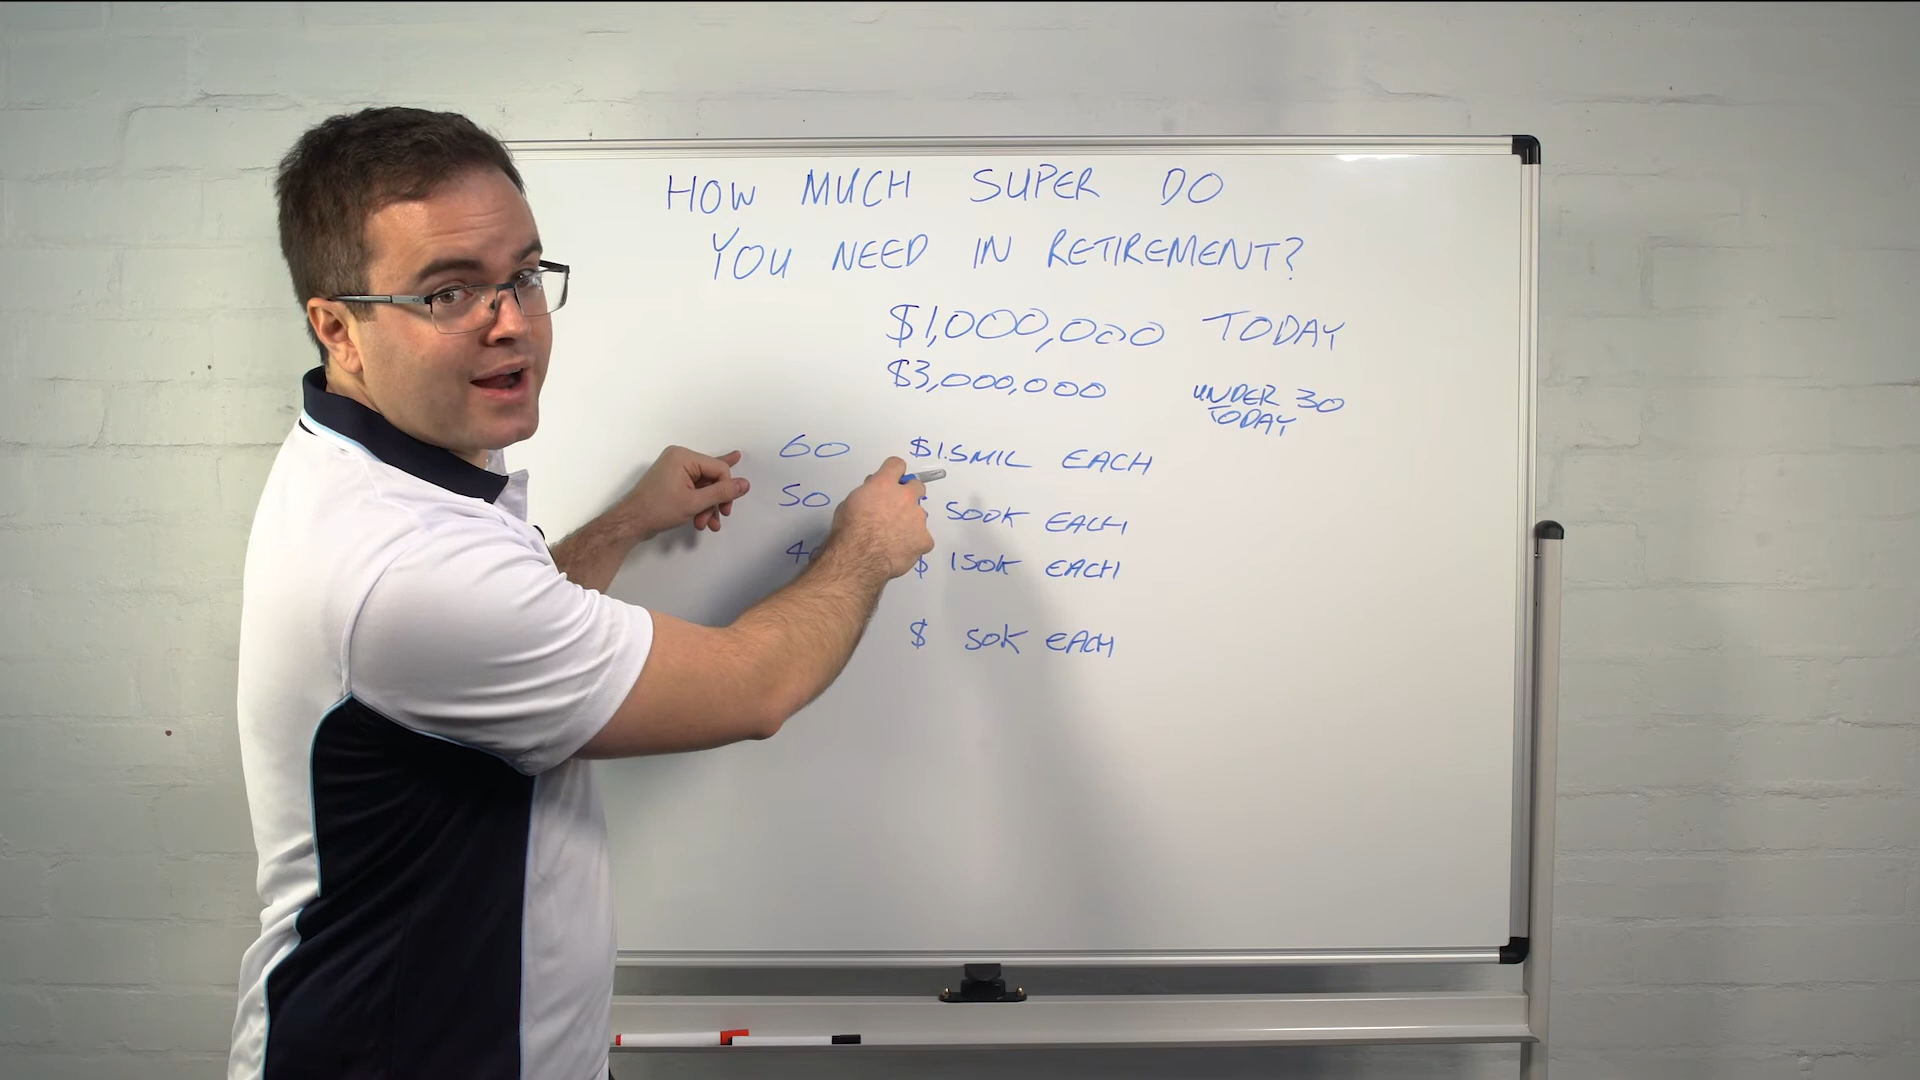 HOW MUCH SUPER DO
YOU NEED IN RETIREMENT?
$1,000,000 TODAY
$3,000,000 UNDER 30
TODAY
60 $1.5MIL EACH
50 $ 500K EACH
$ 150K EACH
$ 50K EACH